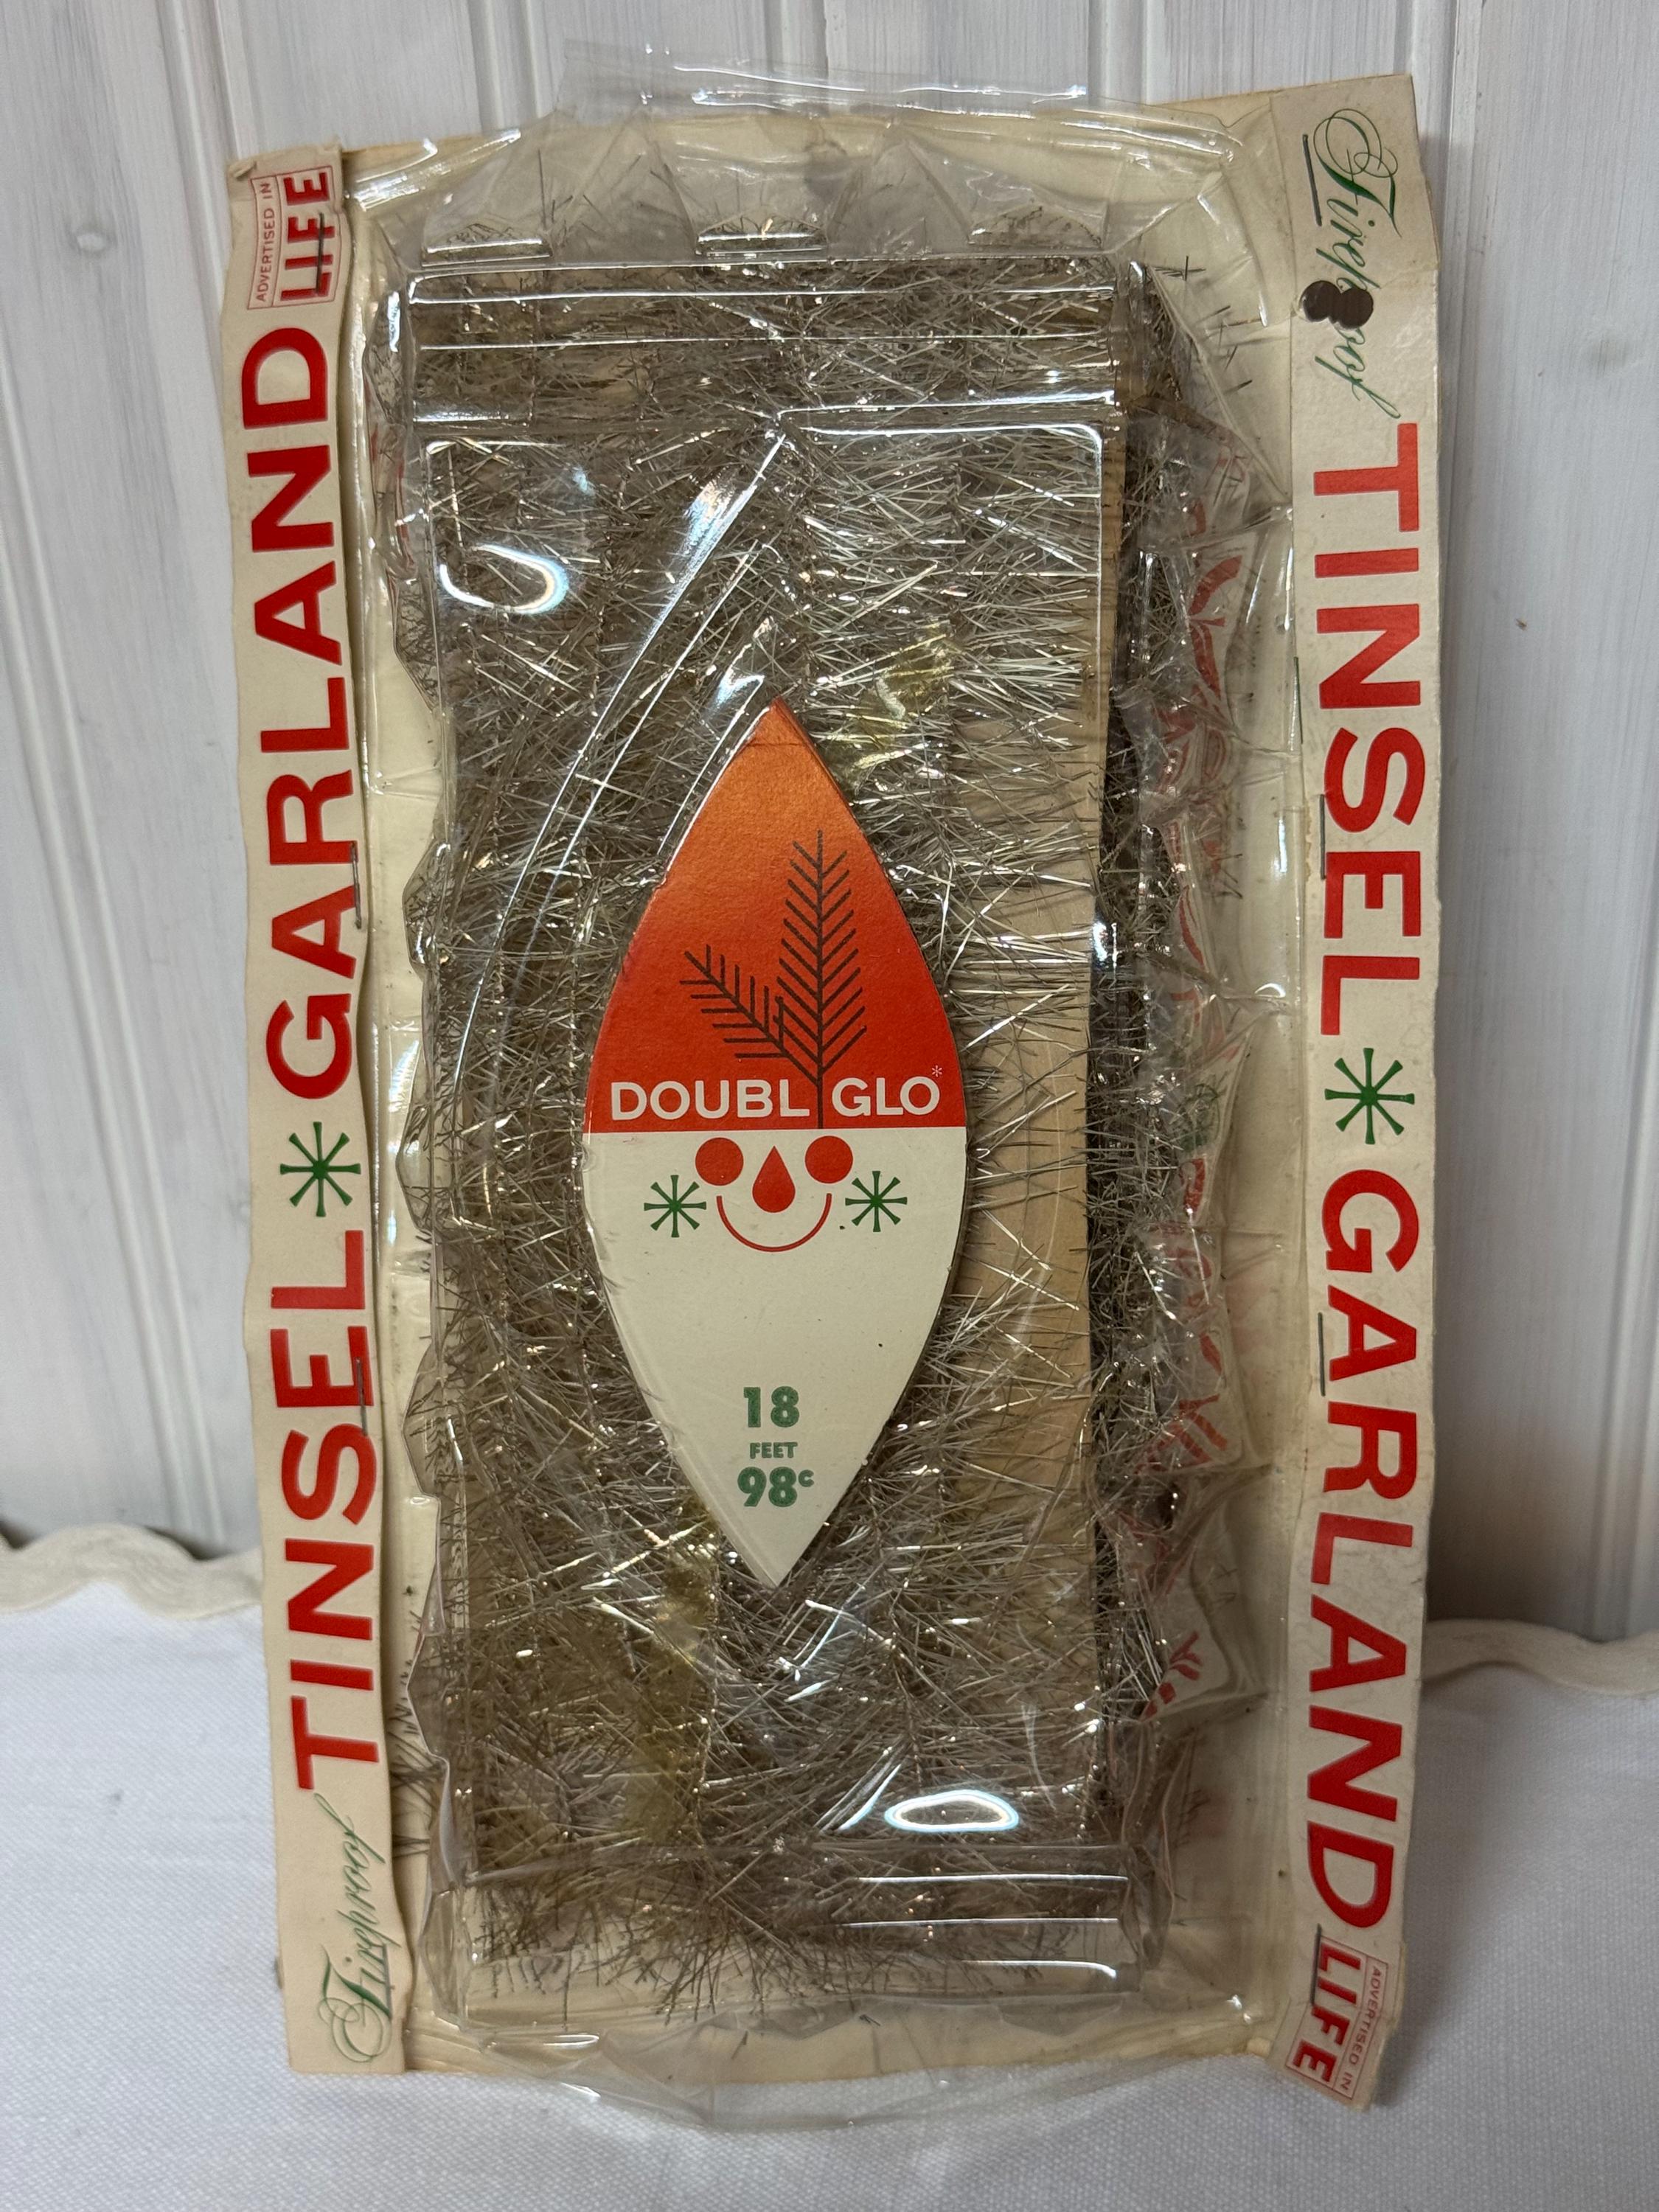 ADVERTISED IN
LIFE
Fireproof TINSEL * GARLAND
DOUBL GLO*
18
FEET
98¢
Fireproof TINSEL * GARLAND
ADVERTISED IN
LIFE